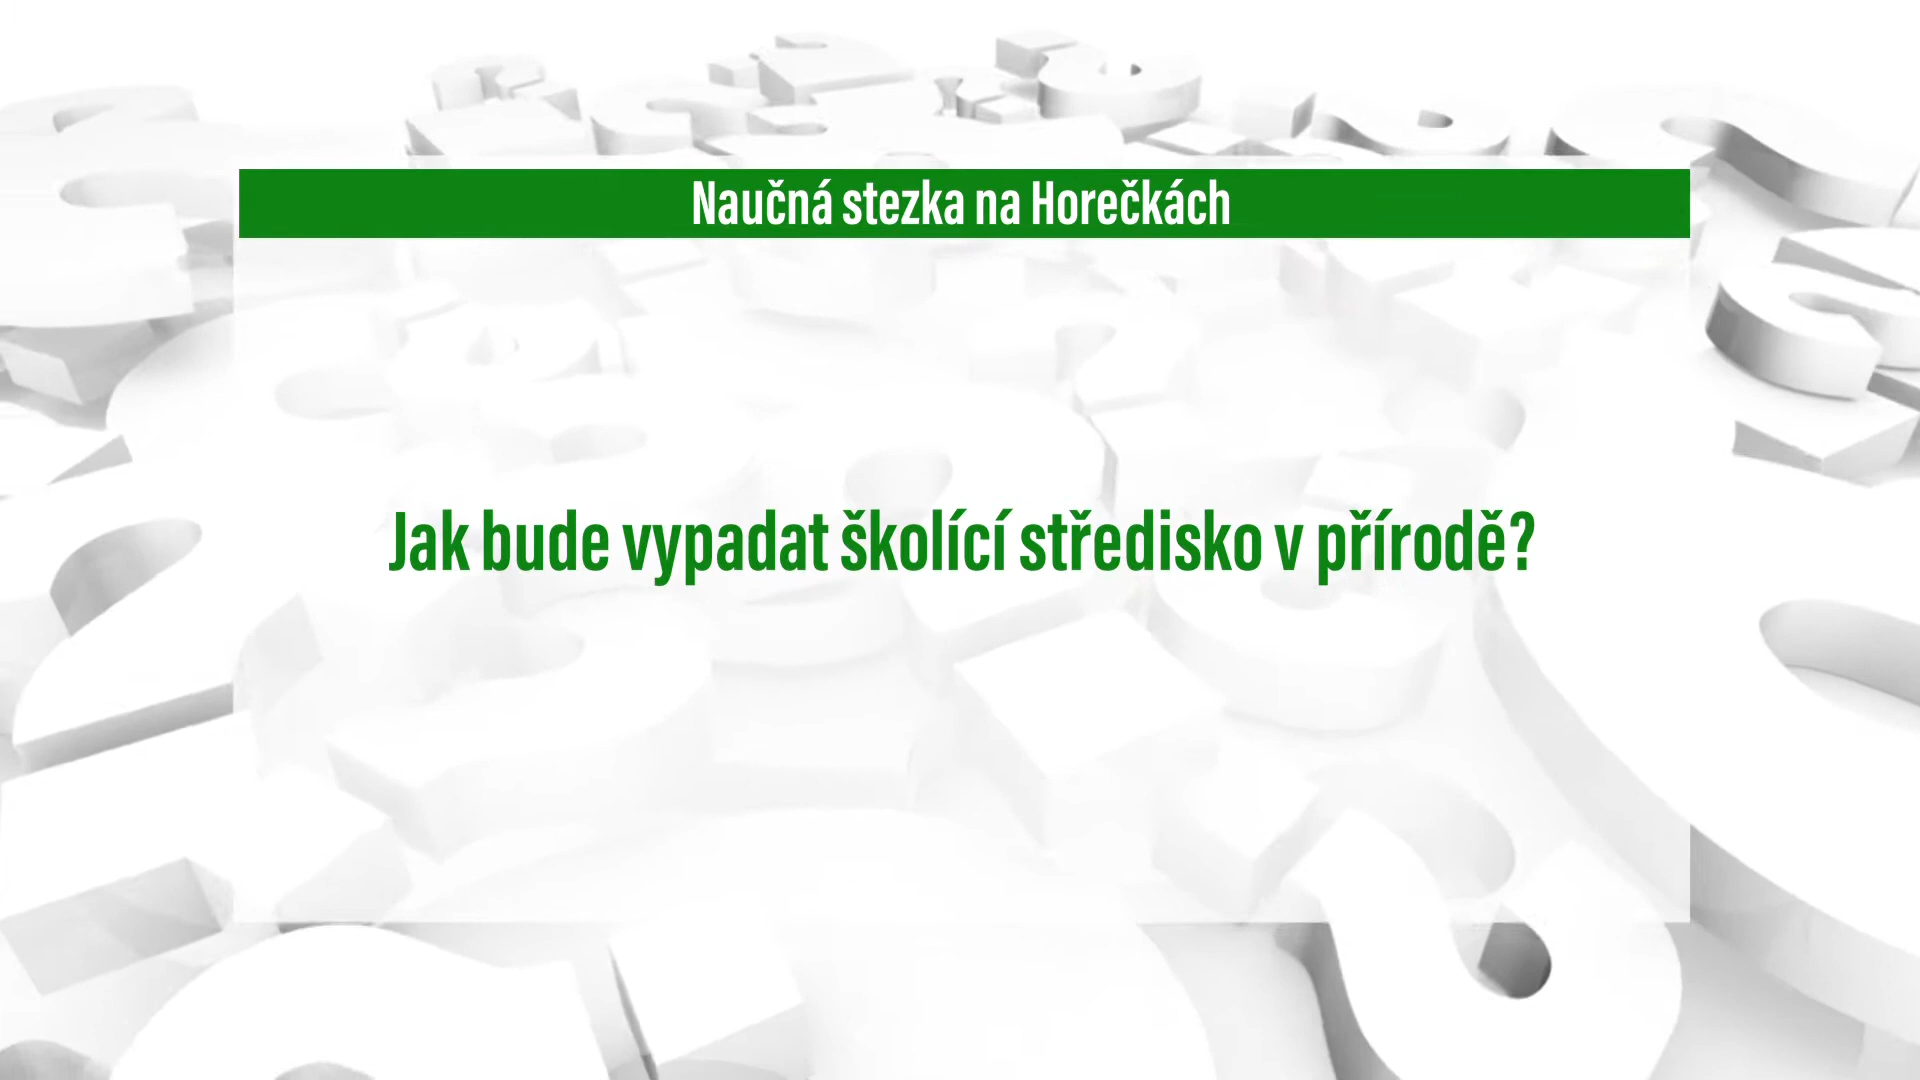 Naučná stezka na Horečkách
Jak bude vypadat školící středisko v přírodě?